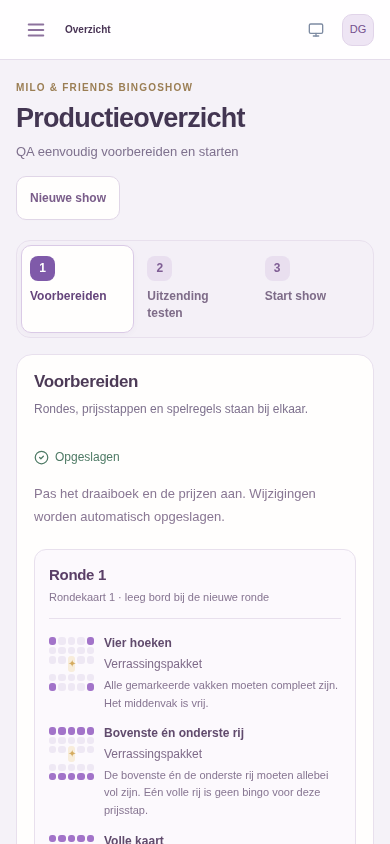 Overzicht
DG
MILO & FRIENDS BINGOSHOW
Productieoverzicht
QA eenvoudig voorbereiden en starten
Nieuwe show
1
Voorbereiden
2
Uitzending
testen
3
Start show
Voorbereiden
Rondes, prijsstappen en spelregels staan bij elkaar.
Opgeslagen
Pas het draaiboek en de prijzen aan. Wijzigingen
worden automatisch opgeslagen.
Ronde 1
Rondekaart 1 · leeg bord bij de nieuwe ronde
Vier hoeken
Verrassingspakket
Alle gemarkeerde vakken moeten compleet zijn.
Het middenvak is vrij.
Bovenste én onderste rij
Verrassingspakket
De bovenste én de onderste rij moeten allebei
vol zijn. Eén volle rij is geen bingo voor deze
prijsstap.
Volle kaart